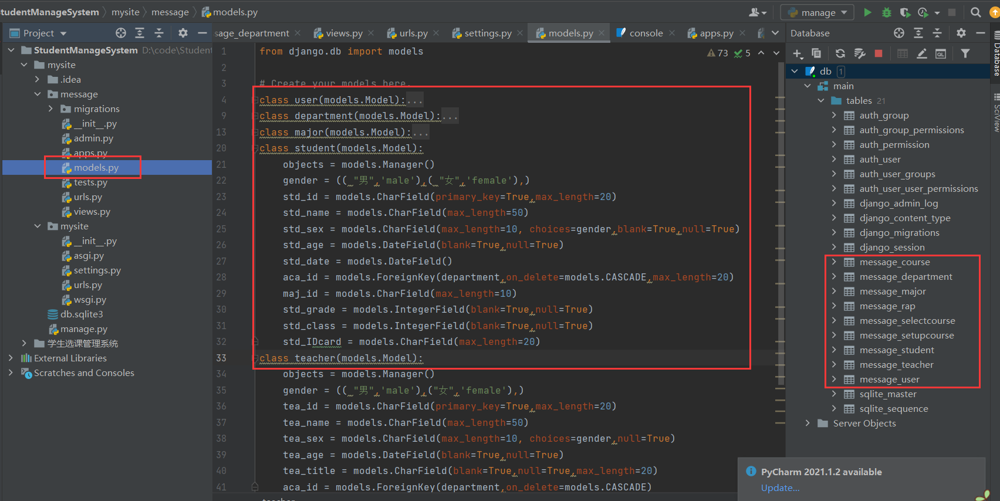 StudentManageSystem mysite message models.py manage
Project
sage_department views.py urls.py settings.py models.py console apps.py
Database
StudentManageSystem D:\code\Student
mysite
.idea
message
migrations
__init__.py
admin.py
apps.py
models.py
tests.py
urls.py
views.py
mysite
__init__.py
asgi.py
settings.py
urls.py
wsgi.py
db.sqlite3
manage.py
学生选课管理系统
External Libraries
Scratches and Consoles
73 5
1 from django.db import models
2
3 # Create your models here.
4 class user(models.Model):...
9 class department(models.Model):...
13 class major(models.Model):...
20 class student(models.Model):
21 objects = models.Manager()
22 gender = (( "男",'male'),( "女",'female'),)
23 std_id = models.CharField(primary_key=True,max_length=20)
24 std_name = models.CharField(max_length=50)
25 std_sex = models.CharField(max_length=10, choices=gender,blank=True,null=True)
26 std_age = models.DateField(blank=True,null=True)
27 std_date = models.DateField()
28 aca_id = models.ForeignKey(department,on_delete=models.CASCADE,max_length=20)
29 maj_id = models.CharField(max_length=10)
30 std_grade = models.IntegerField(blank=True,null=True)
31 std_class = models.IntegerField(blank=True,null=True)
32 std_IDcard = models.CharField(max_length=20)
33 class teacher(models.Model):
34 objects = models.Manager()
35 gender = (( "男",'male'),("女",'female'),)
36 tea_id = models.CharField(primary_key=True,max_length=20)
37 tea_name = models.CharField(max_length=50)
38 tea_sex = models.CharField(max_length=10, choices=gender,null=True)
39 tea_age = models.DateField(blank=True,null=True)
40 tea_title = models.CharField(blank=True,null=True,max_length=20)
41 aca_id = models.ForeignKey(department,on_delete=models.CASCADE)
teacher
QL
db 1
main
tables 21
auth_group
auth_group_permissions
auth_permission
auth_user
auth_user_groups
auth_user_user_permissions
django_admin_log
django_content_type
django_migrations
django_session
message_course
message_department
message_major
message_rap
message_selectcourse
message_setupcourse
message_student
message_teacher
message_user
sqlite_master
sqlite_sequence
Server Objects
Database
SciView
PyCharm 2021.1.2 available
Update...